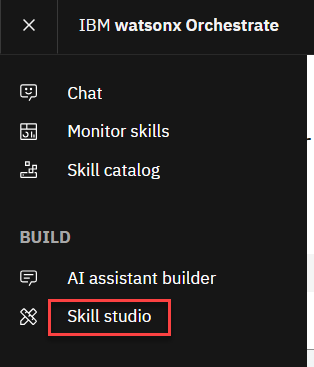 IBM watsonx Orchestrate
Chat
Monitor skills
Skill catalog
BUILD
AI assistant builder
Skill studio